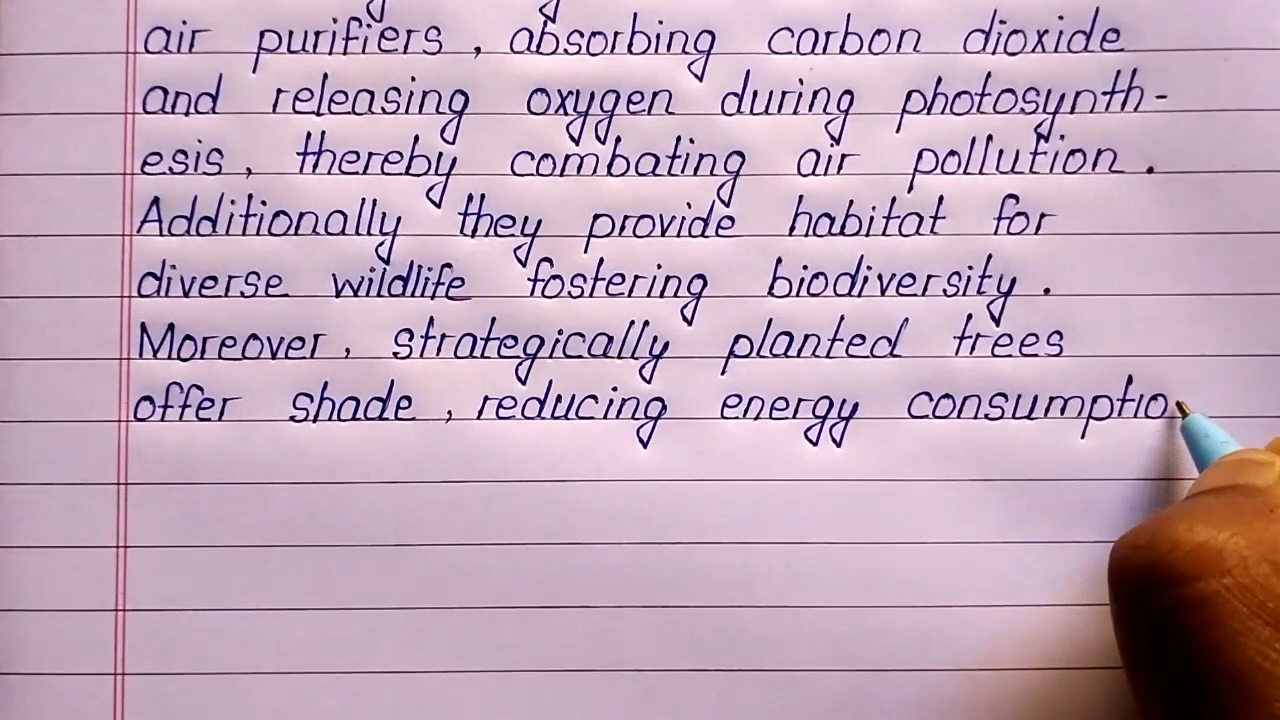 air purifiers , absorbing carbon dioxide
and releasing oxygen during photosynth-
esis, thereby combating air pollution .
Additionally they provide habitat for
diverse wildlife fostering biodiversity .
Moreover, strategically planted trees
offer shade , reducing energy consumptio